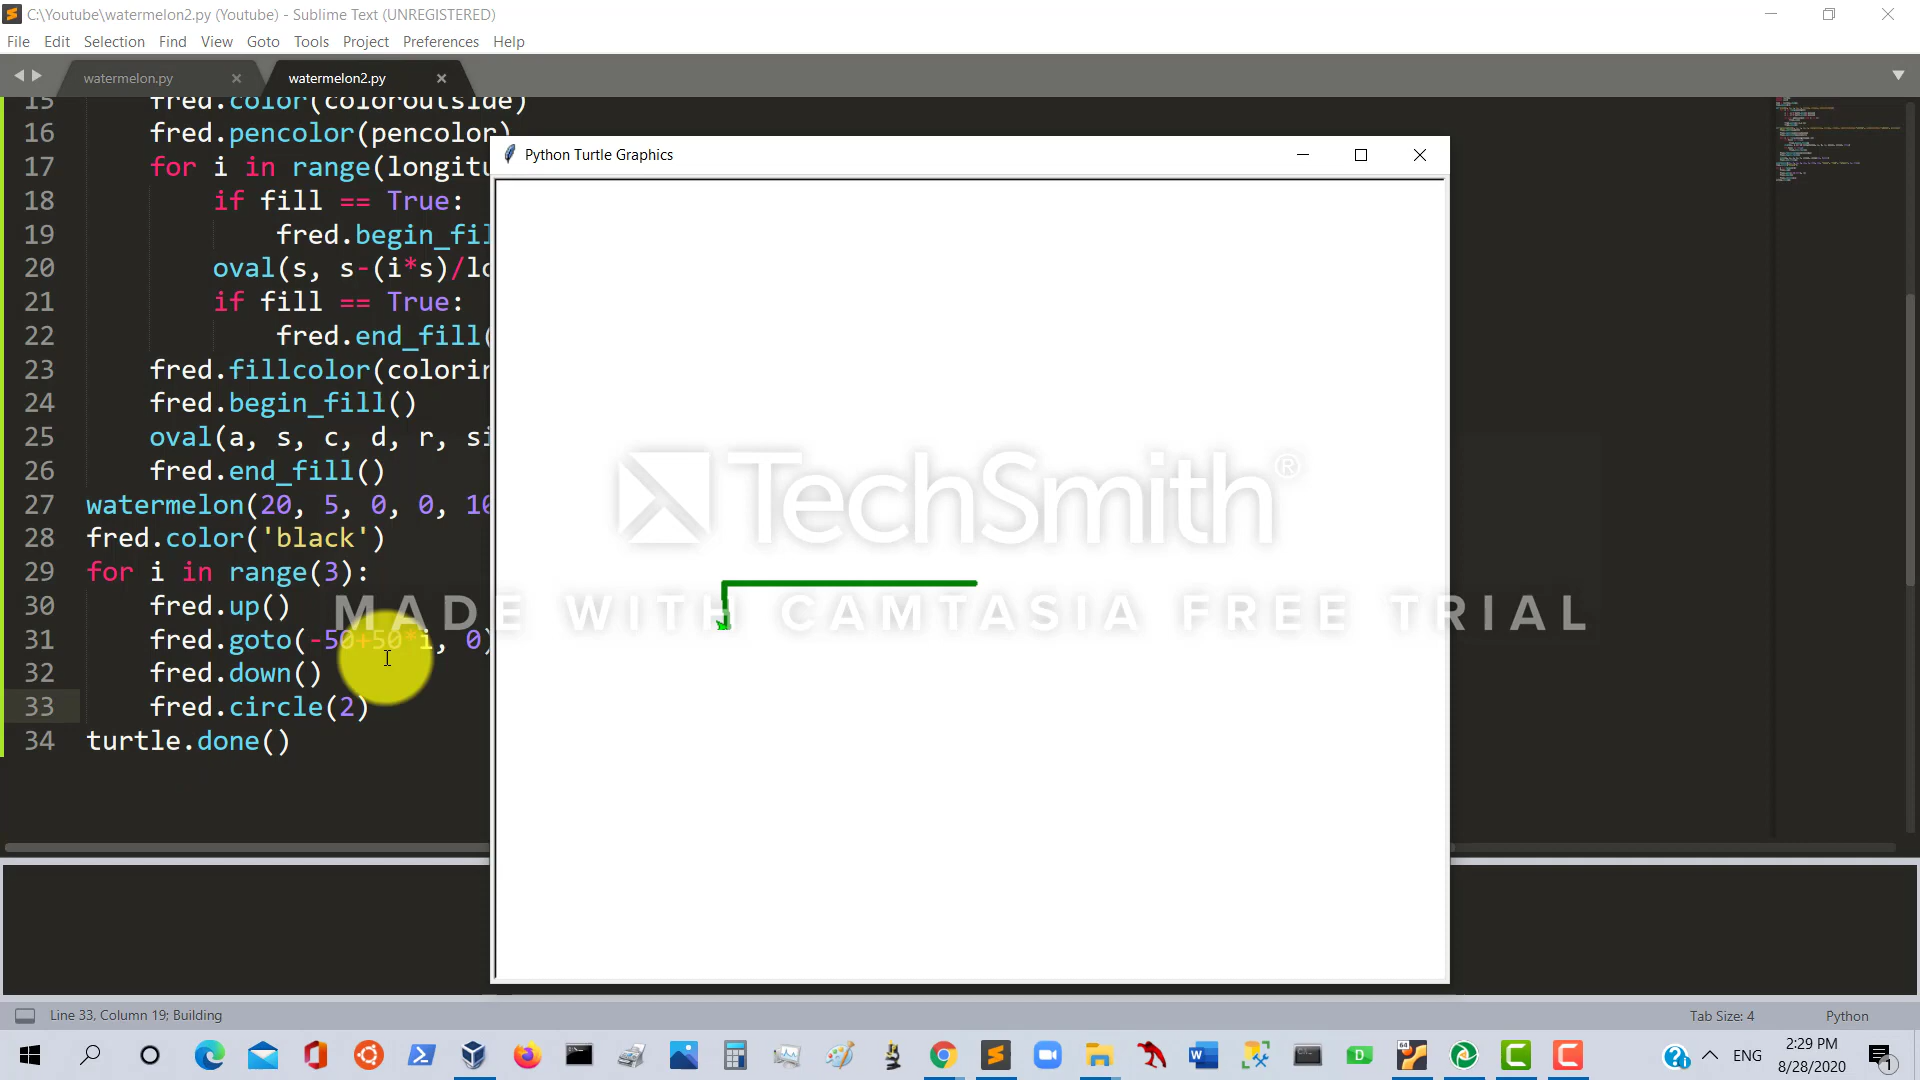 C:\Youtube\watermelon2.py (Youtube) - Sublime Text (UNREGISTERED)
File Edit Selection Find View Goto Tools Project Preferences Help
watermelon.py watermelon2.py
15 fred.color(coloroutside)
16 fred.pencolor(pencolor)
17 for i in range(longitu
18 if fill == True:
19 fred.begin_fil
20 oval(s, s-(i*s)/lo
21 if fill == True:
22 fred.end_fill(
23 fred.fillcolor(colorin
24 fred.begin_fill()
25 oval(a, s, c, d, r, si
26 fred.end_fill()
27 watermelon(20, 5, 0, 0, 10
28 fred.color('black')
29 for i in range(3):
30 fred.up()
31 fred.goto(-50+50*i, 0)
32 fred.down()
33 fred.circle(2)
34 turtle.done()
Python Turtle Graphics
TechSmith®
MADE WITH CAMTASIA FREE TRIAL
Line 33, Column 19; Building
Tab Size: 4 Python
ENG
2:29 PM
8/28/2020
1